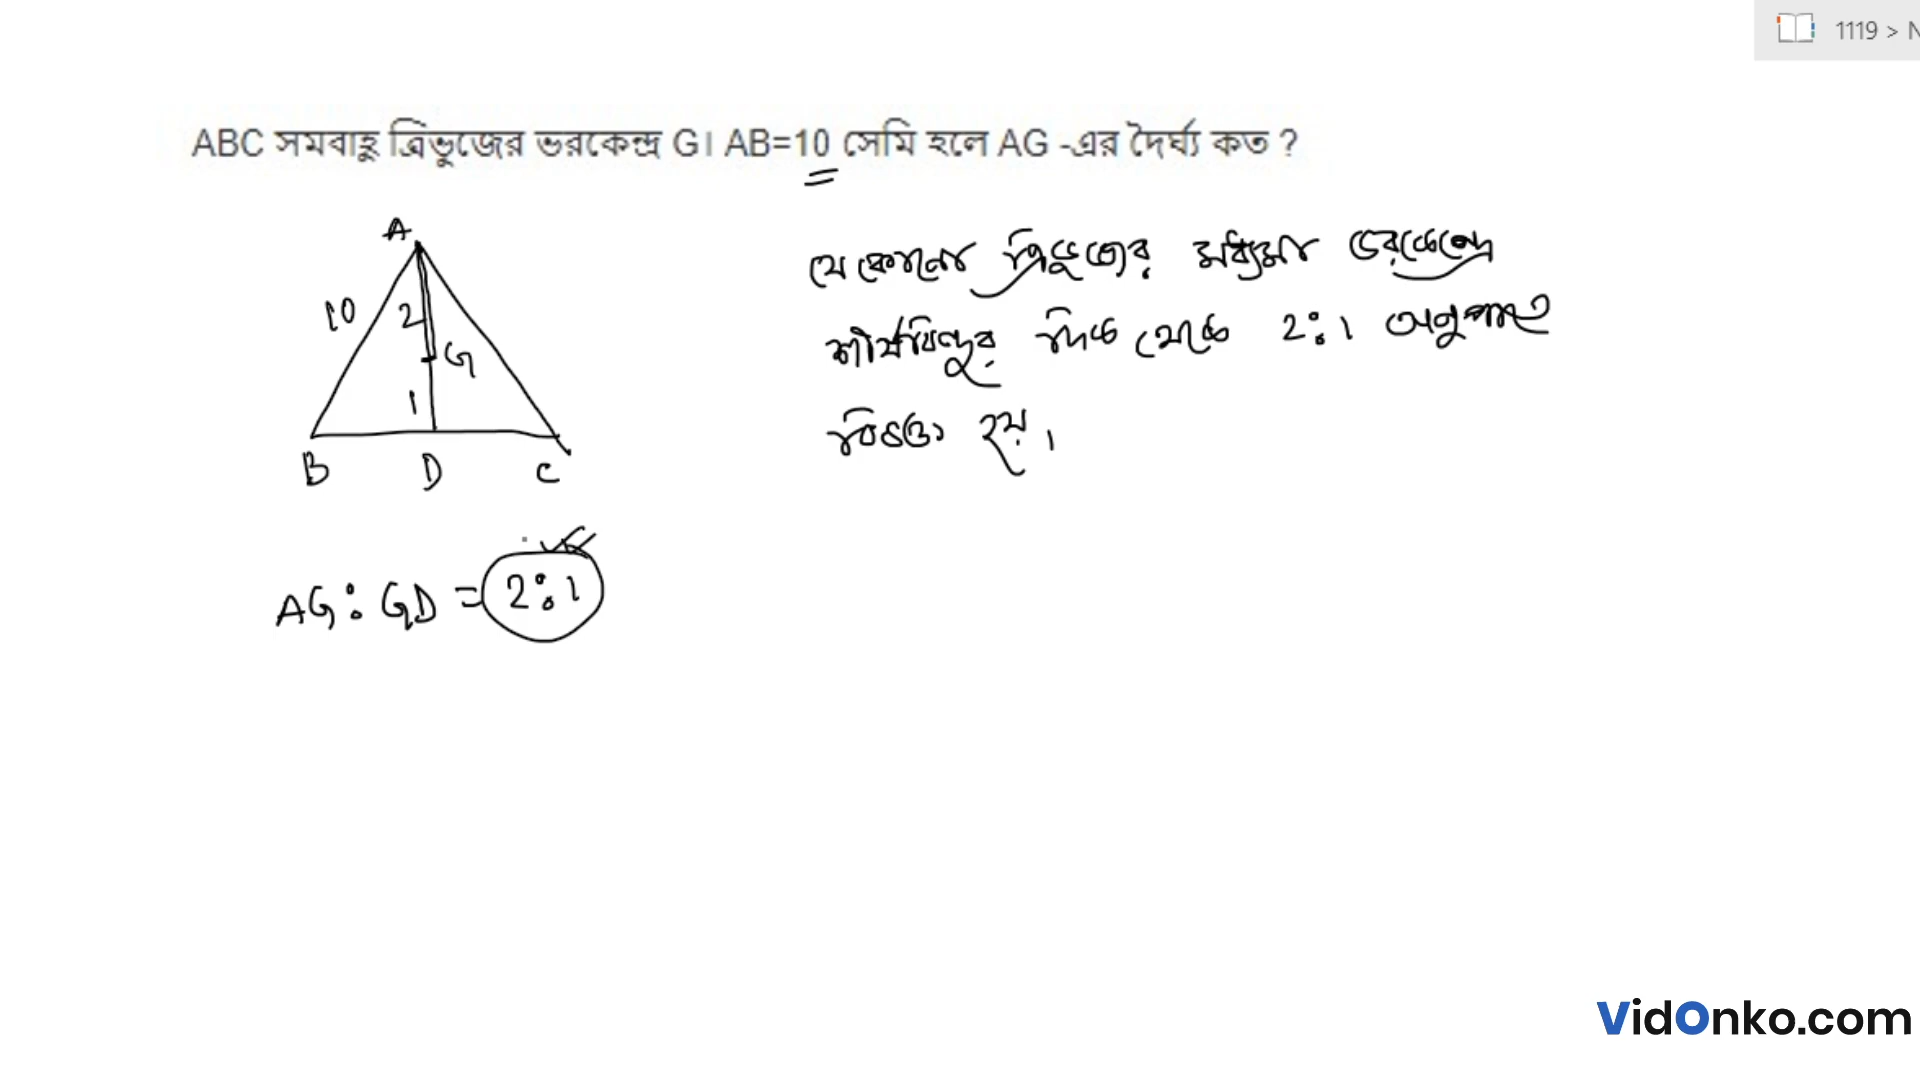 1119 > N
ABC সমবাহু ত্রিভুজের ভরকেন্দ্র G। AB=10 সেমি হলে AG -এর দৈর্ঘ্য কত ?
A
10
2
G
1
B D C
যে কোনো ত্রিভুজের মধ্যমা ভরকেন্দ্রে
শীর্ষবিন্দুর দিক থেকে 2:1 অনুপাতে
বিভক্ত হয়।
AG : GD = 2:1
VidOnko.com